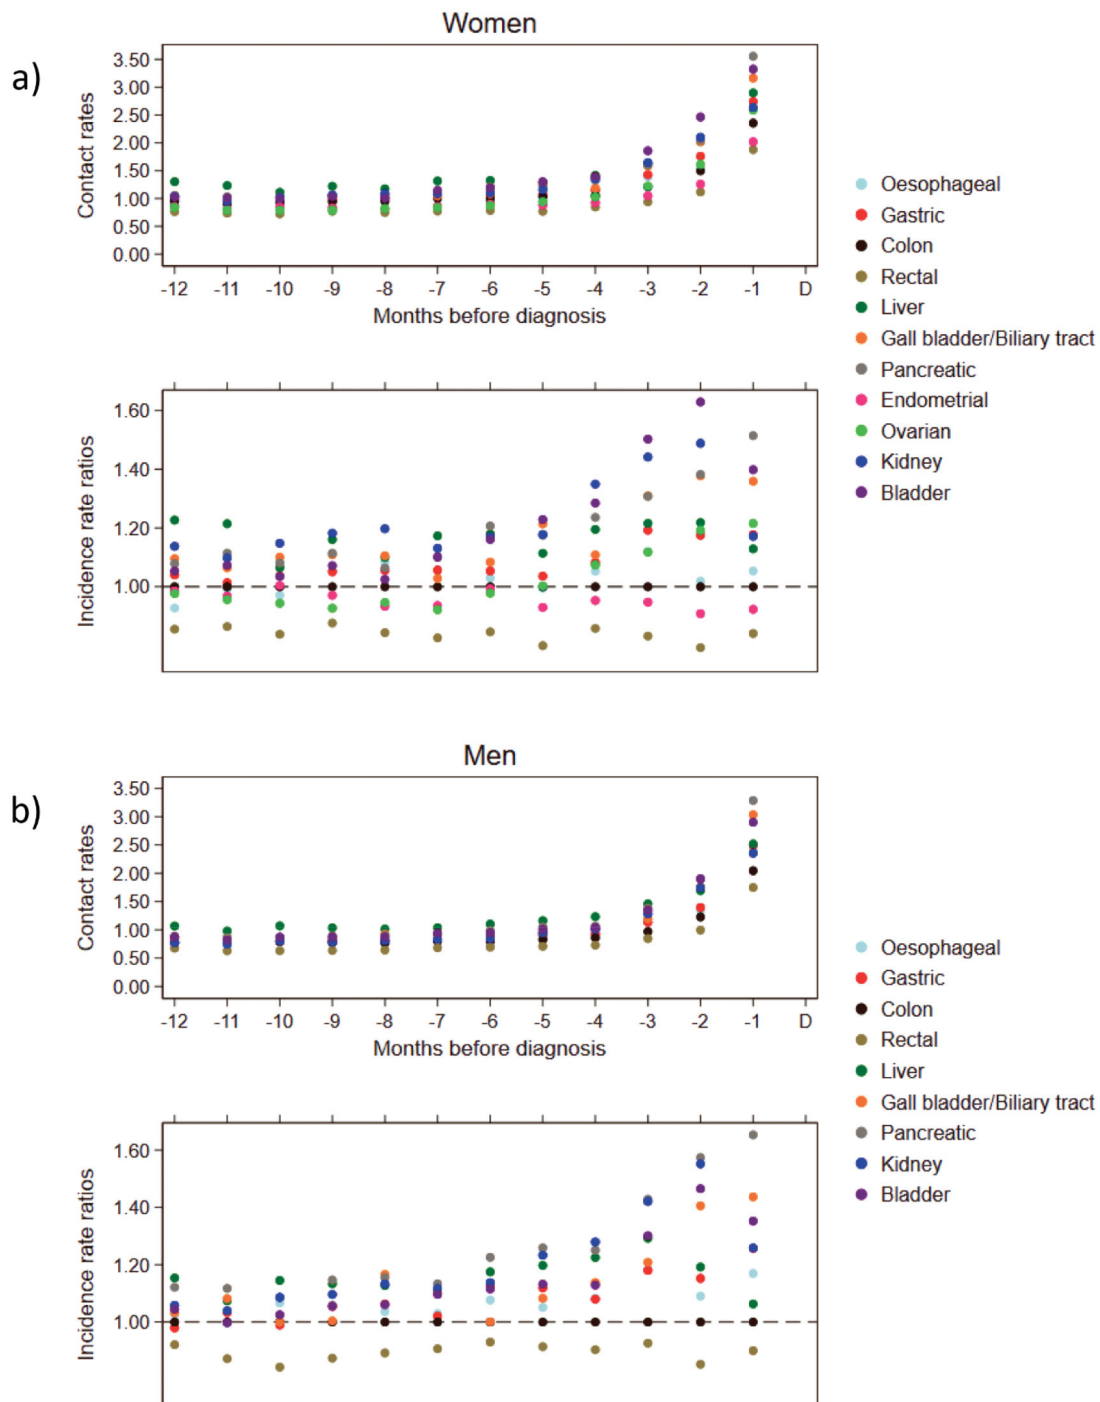 Women
a)
Contact rates
3.50
3.00
2.50
2.00
1.50
1.00
0.50
0.00
-12 -11 -10 -9 -8 -7 -6 -5 -4 -3 -2 -1 D
Months before diagnosis
Oesophageal
Gastric
Colon
Rectal
Liver
Gall bladder/Biliary tract
Pancreatic
Endometrial
Ovarian
Kidney
Bladder
Incidence rate ratios
1.60
1.40
1.20
1.00
Men
b)
Contact rates
3.50
3.00
2.50
2.00
1.50
1.00
0.50
0.00
-12 -11 -10 -9 -8 -7 -6 -5 -4 -3 -2 -1 D
Months before diagnosis
Oesophageal
Gastric
Colon
Rectal
Liver
Gall bladder/Biliary tract
Pancreatic
Kidney
Bladder
Incidence rate ratios
1.60
1.40
1.20
1.00